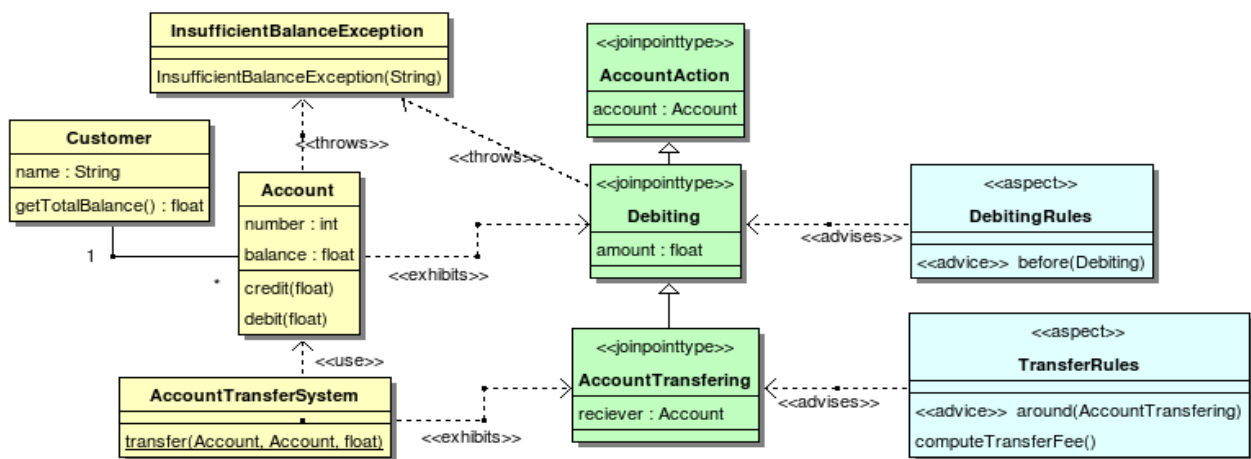 InsufficientBalanceException
InsufficientBalanceException(String)
<<joinpointtype>>
AccountAction
account : Account
Customer
name : String
getTotalBalance() : float
<<throws>>
<<throws>>
Account
number : int
balance : float
credit(float)
debit(float)
1
*
<<exhibits>>
<<joinpointtype>>
Debiting
amount : float
<<advises>>
<<aspect>>
DebitingRules
<<advice>> before(Debiting)
<<use>>
AccountTransferSystem
transfer(Account, Account, float)
<<exhibits>>
<<joinpointtype>>
AccountTransfering
reciever : Account
<<advises>>
<<aspect>>
TransferRules
<<advice>> around(AccountTransfering)
computeTransferFee()